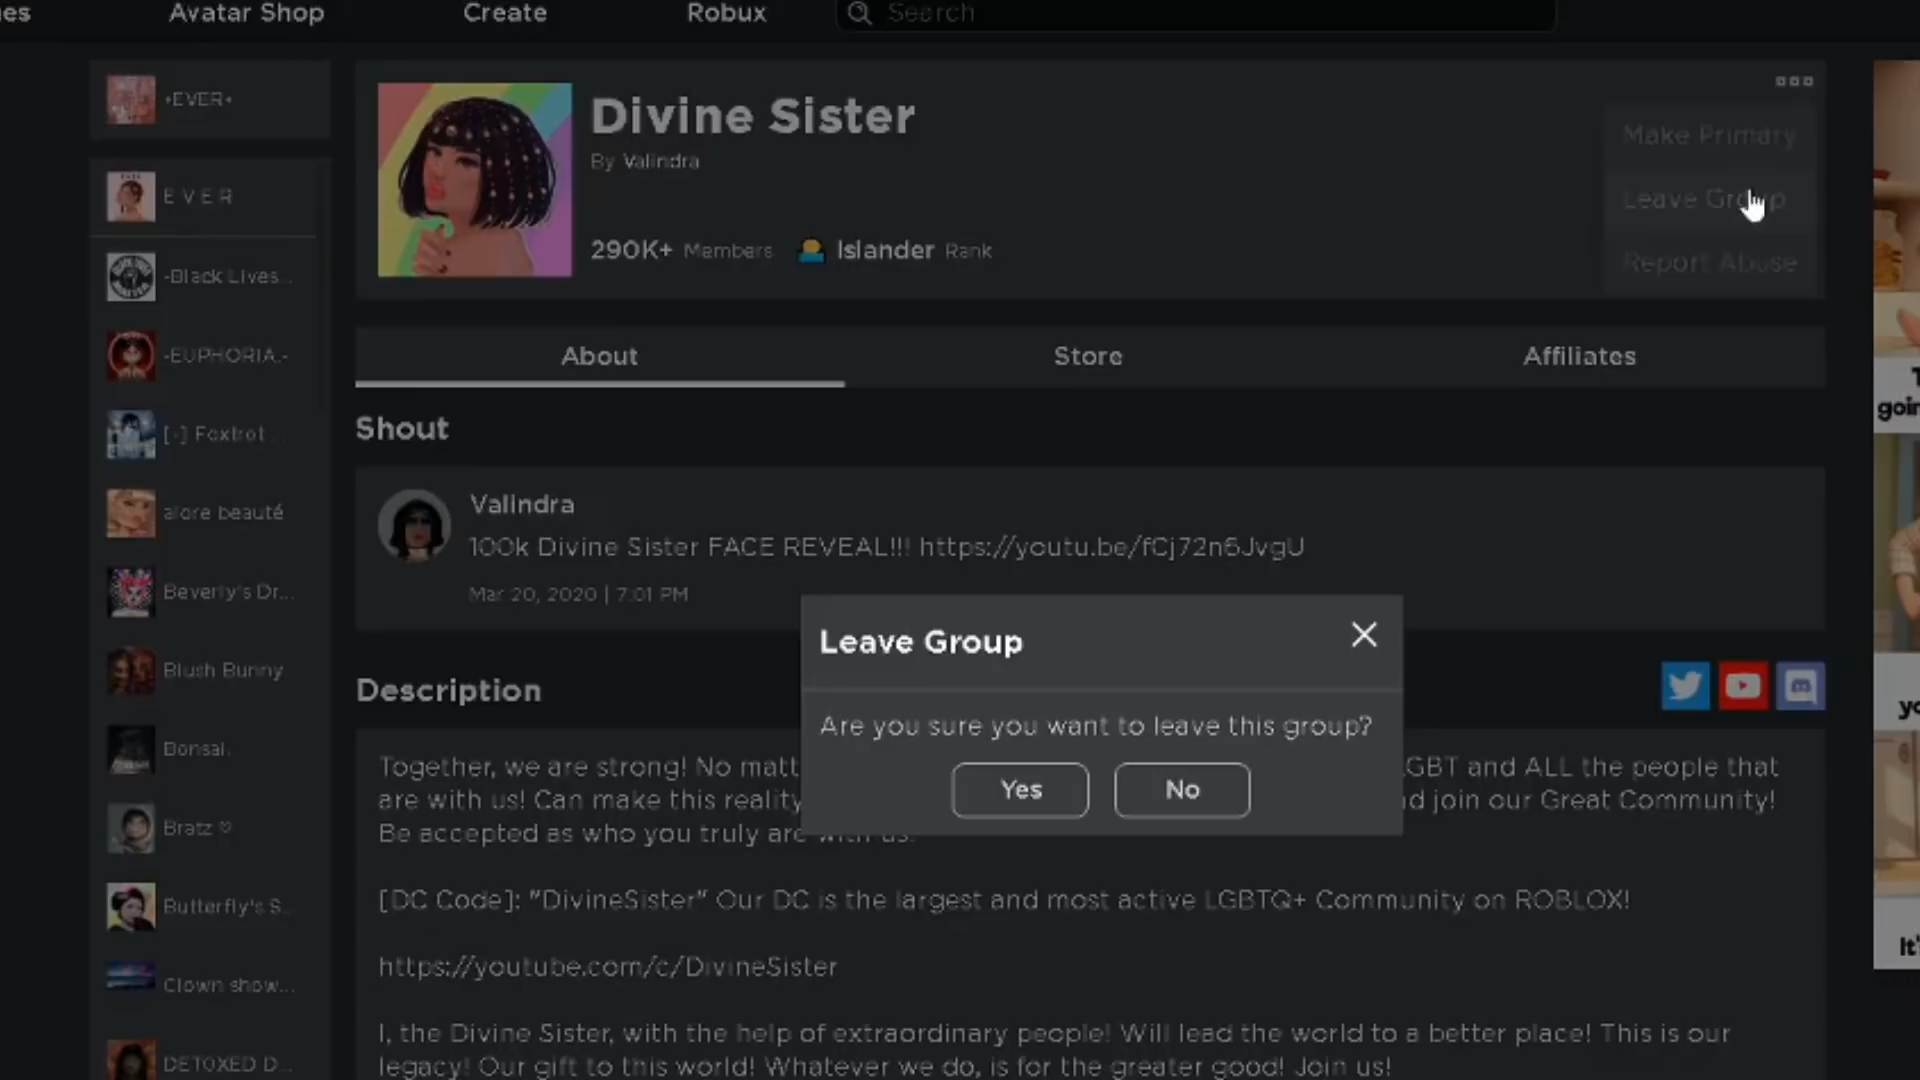 es
Avatar Shop
Create
Robux
Search
+EVER+
E V E R
-Black Lives...
-EUPHORIA.-
[-] Foxtrot ...
alore beauté
Beverly's Dr...
Blush Bunny
Bonsai.
Bratz ♡
Butterfly's S...
Clown show...
DETOXED D...
Divine Sister
By Valindra
290K+ Members Islander Rank
Make Primary
Leave Group
Report Abuse
About
Store
Affiliates
Shout
Valindra
100k Divine Sister FACE REVEAL!!! https://youtu.be/fCj72n6JvgU
Mar 20, 2020 | 7:01 PM
Leave Group
Are you sure you want to leave this group?
Yes
No
Description
Together, we are strong! No matt GBT and ALL the people that
are with us! Can make this reality d join our Great Community!
Be accepted as who you truly are with us!
[DC Code]: "DivineSister" Our DC is the largest and most active LGBTQ+ Community on ROBLOX!
https://youtube.com/c/DivineSister
I, the Divine Sister, with the help of extraordinary people! Will lead the world to a better place! This is our
legacy! Our gift to this world! Whatever we do, is for the greater good! Join us!
T
goin
yo
It'